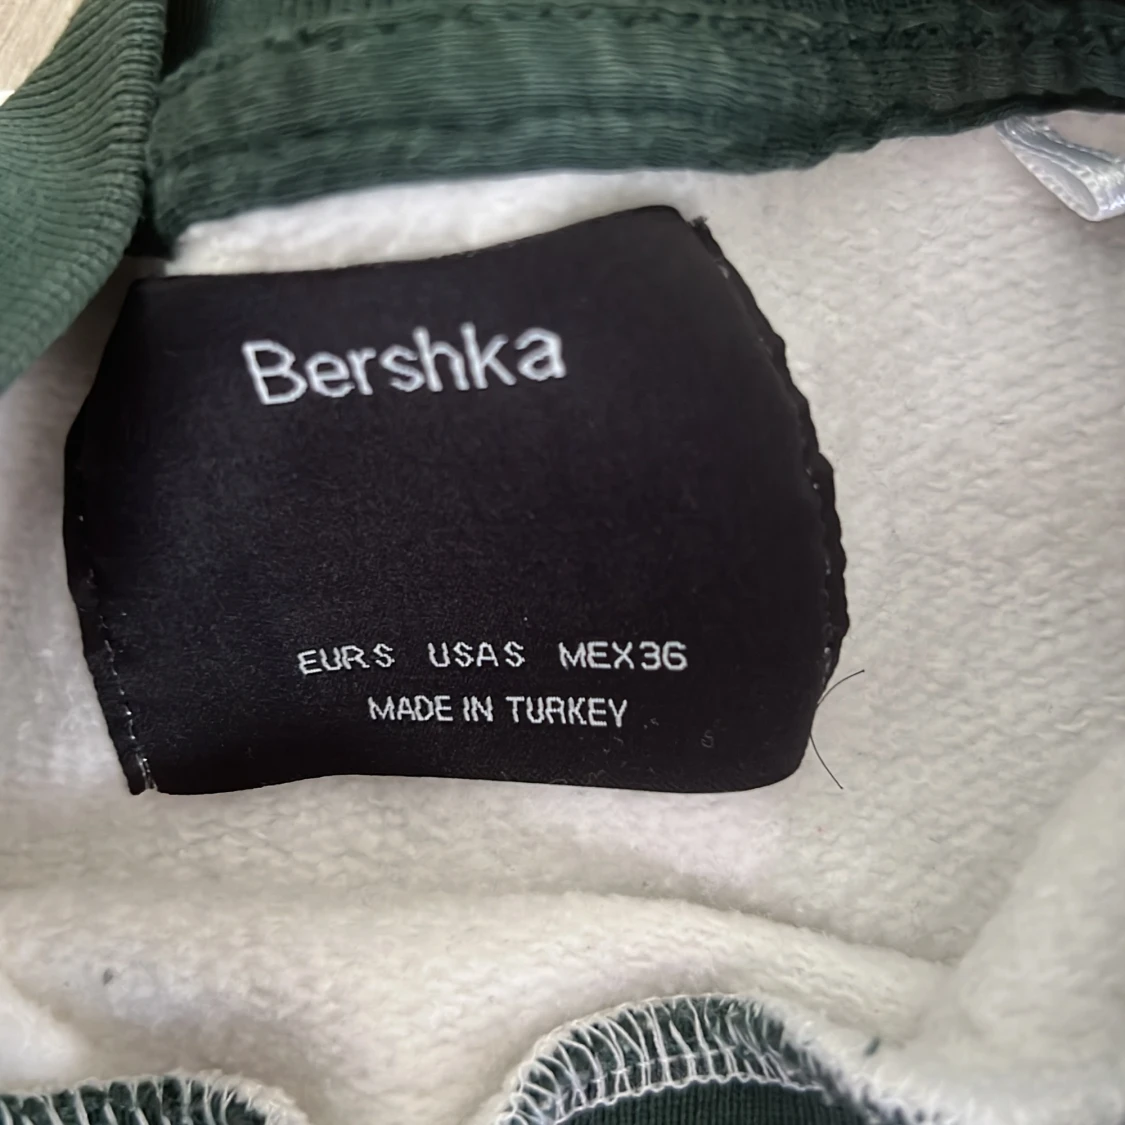 Bershka
EUR S USA S MEX 36
MADE IN TURKEY